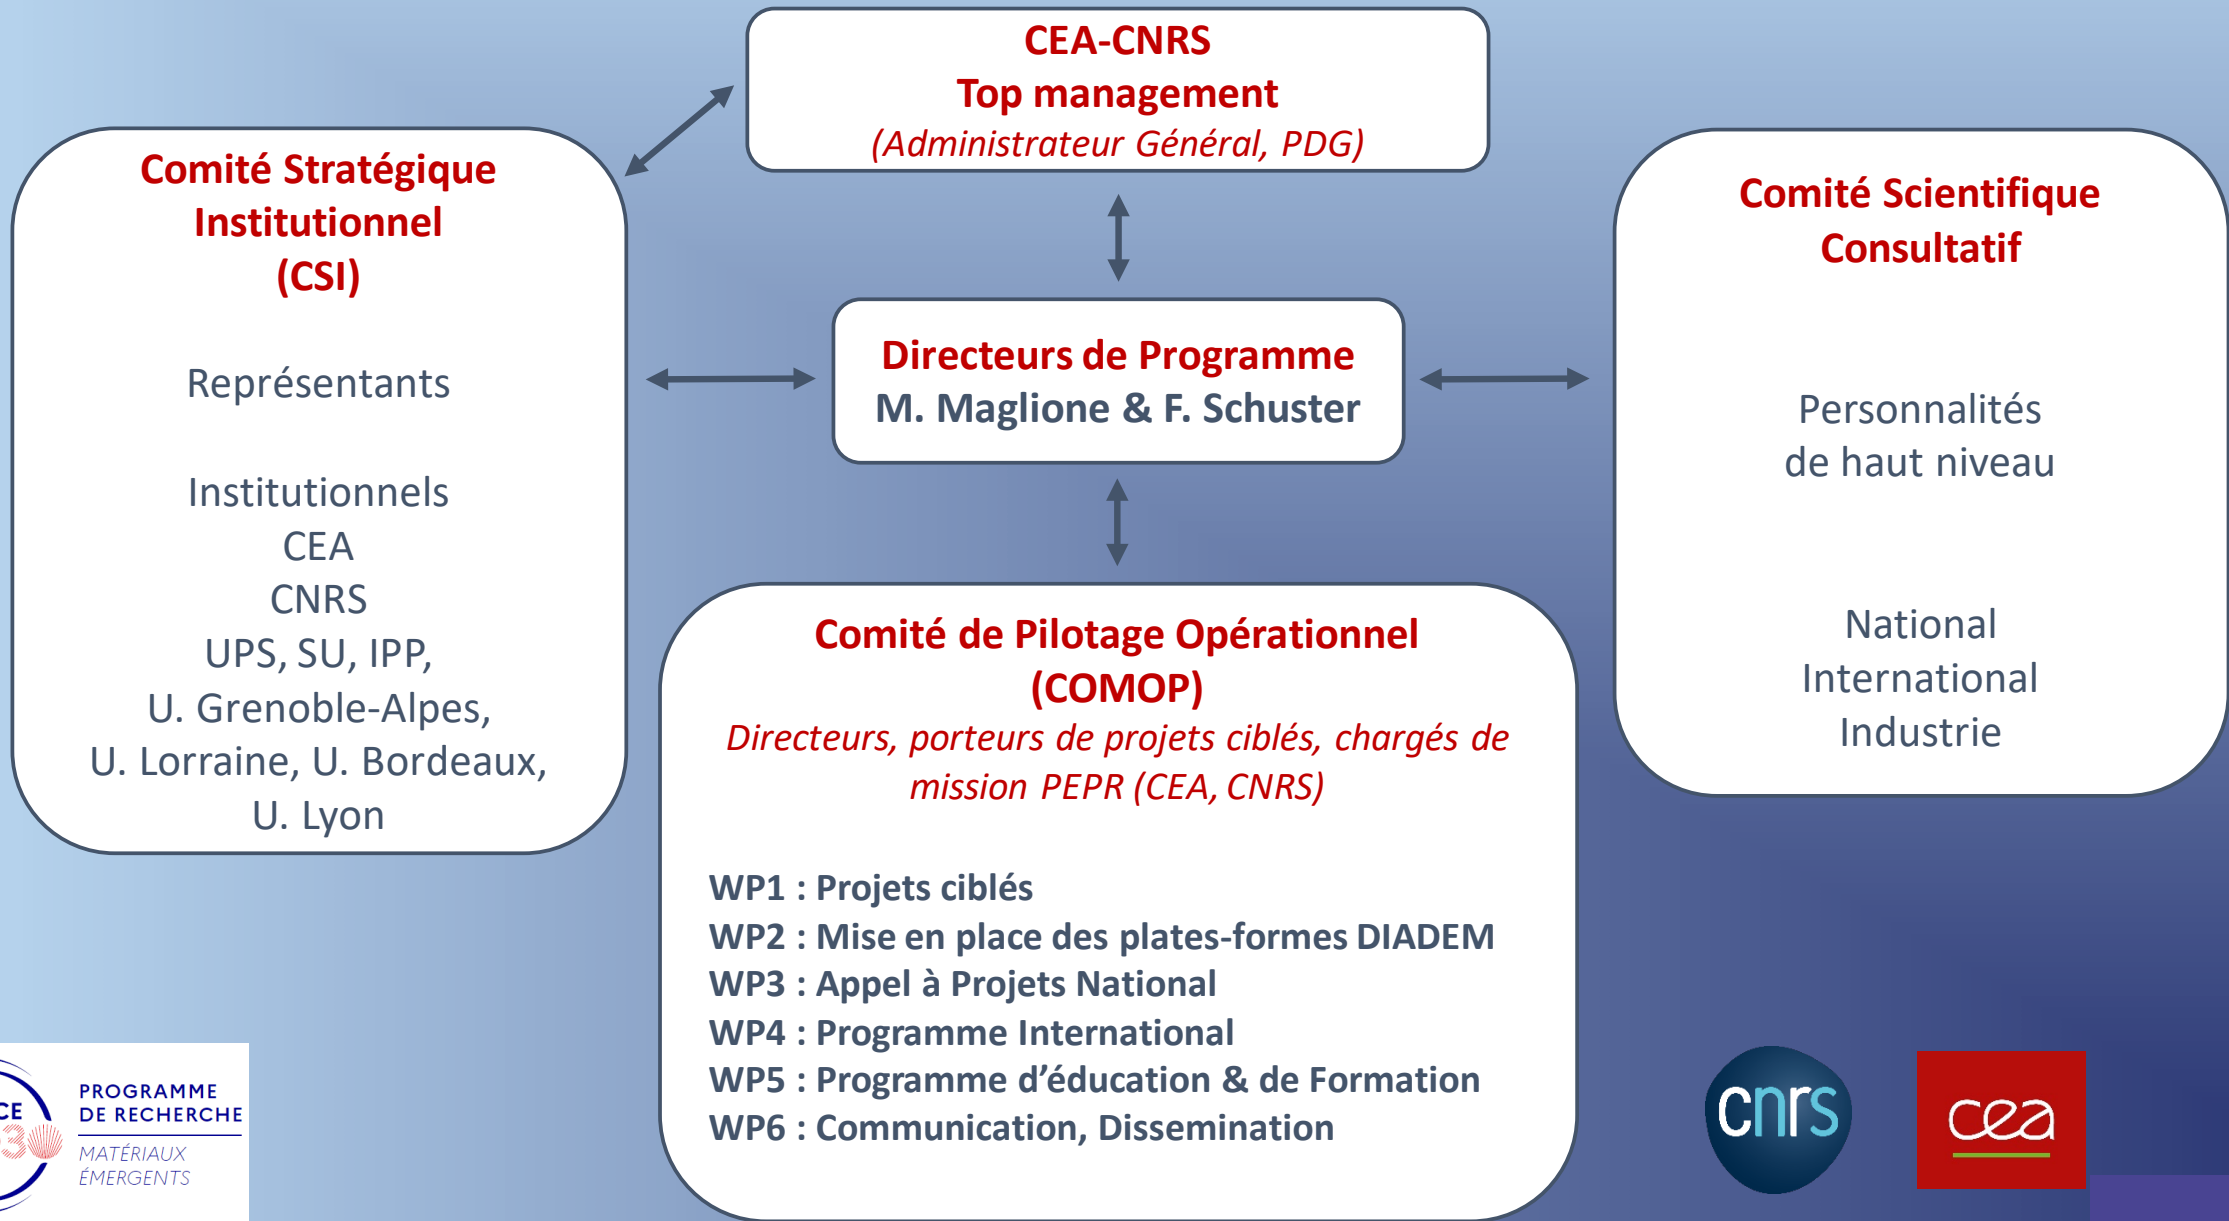 CEA-CNRS
Top management
(Administrateur Général, PDG)
Comité Stratégique
Institutionnel
(CSI)
Représentants
Institutionnels
CEA
CNRS
UPS, SU, IPP,
U. Grenoble-Alpes,
U. Lorraine, U. Bordeaux,
U. Lyon
Directeurs de Programme
M. Maglione & F. Schuster
Comité Scientifique
Consultatif
Personnalités
de haut niveau
National
International
Industrie
Comité de Pilotage Opérationnel
(COMOP)
Directeurs, porteurs de projets ciblés, chargés de
mission PEPR (CEA, CNRS)
WP1 : Projets ciblés
WP2 : Mise en place des plates-formes DIADEM
WP3 : Appel à Projets National
WP4 : Programme International
WP5 : Programme d'éducation & de Formation
WP6 : Communication, Dissemination
PROGRAMME
DE RECHERCHE
MATÉRIAUX
ÉMERGENTS
cnrs
cea